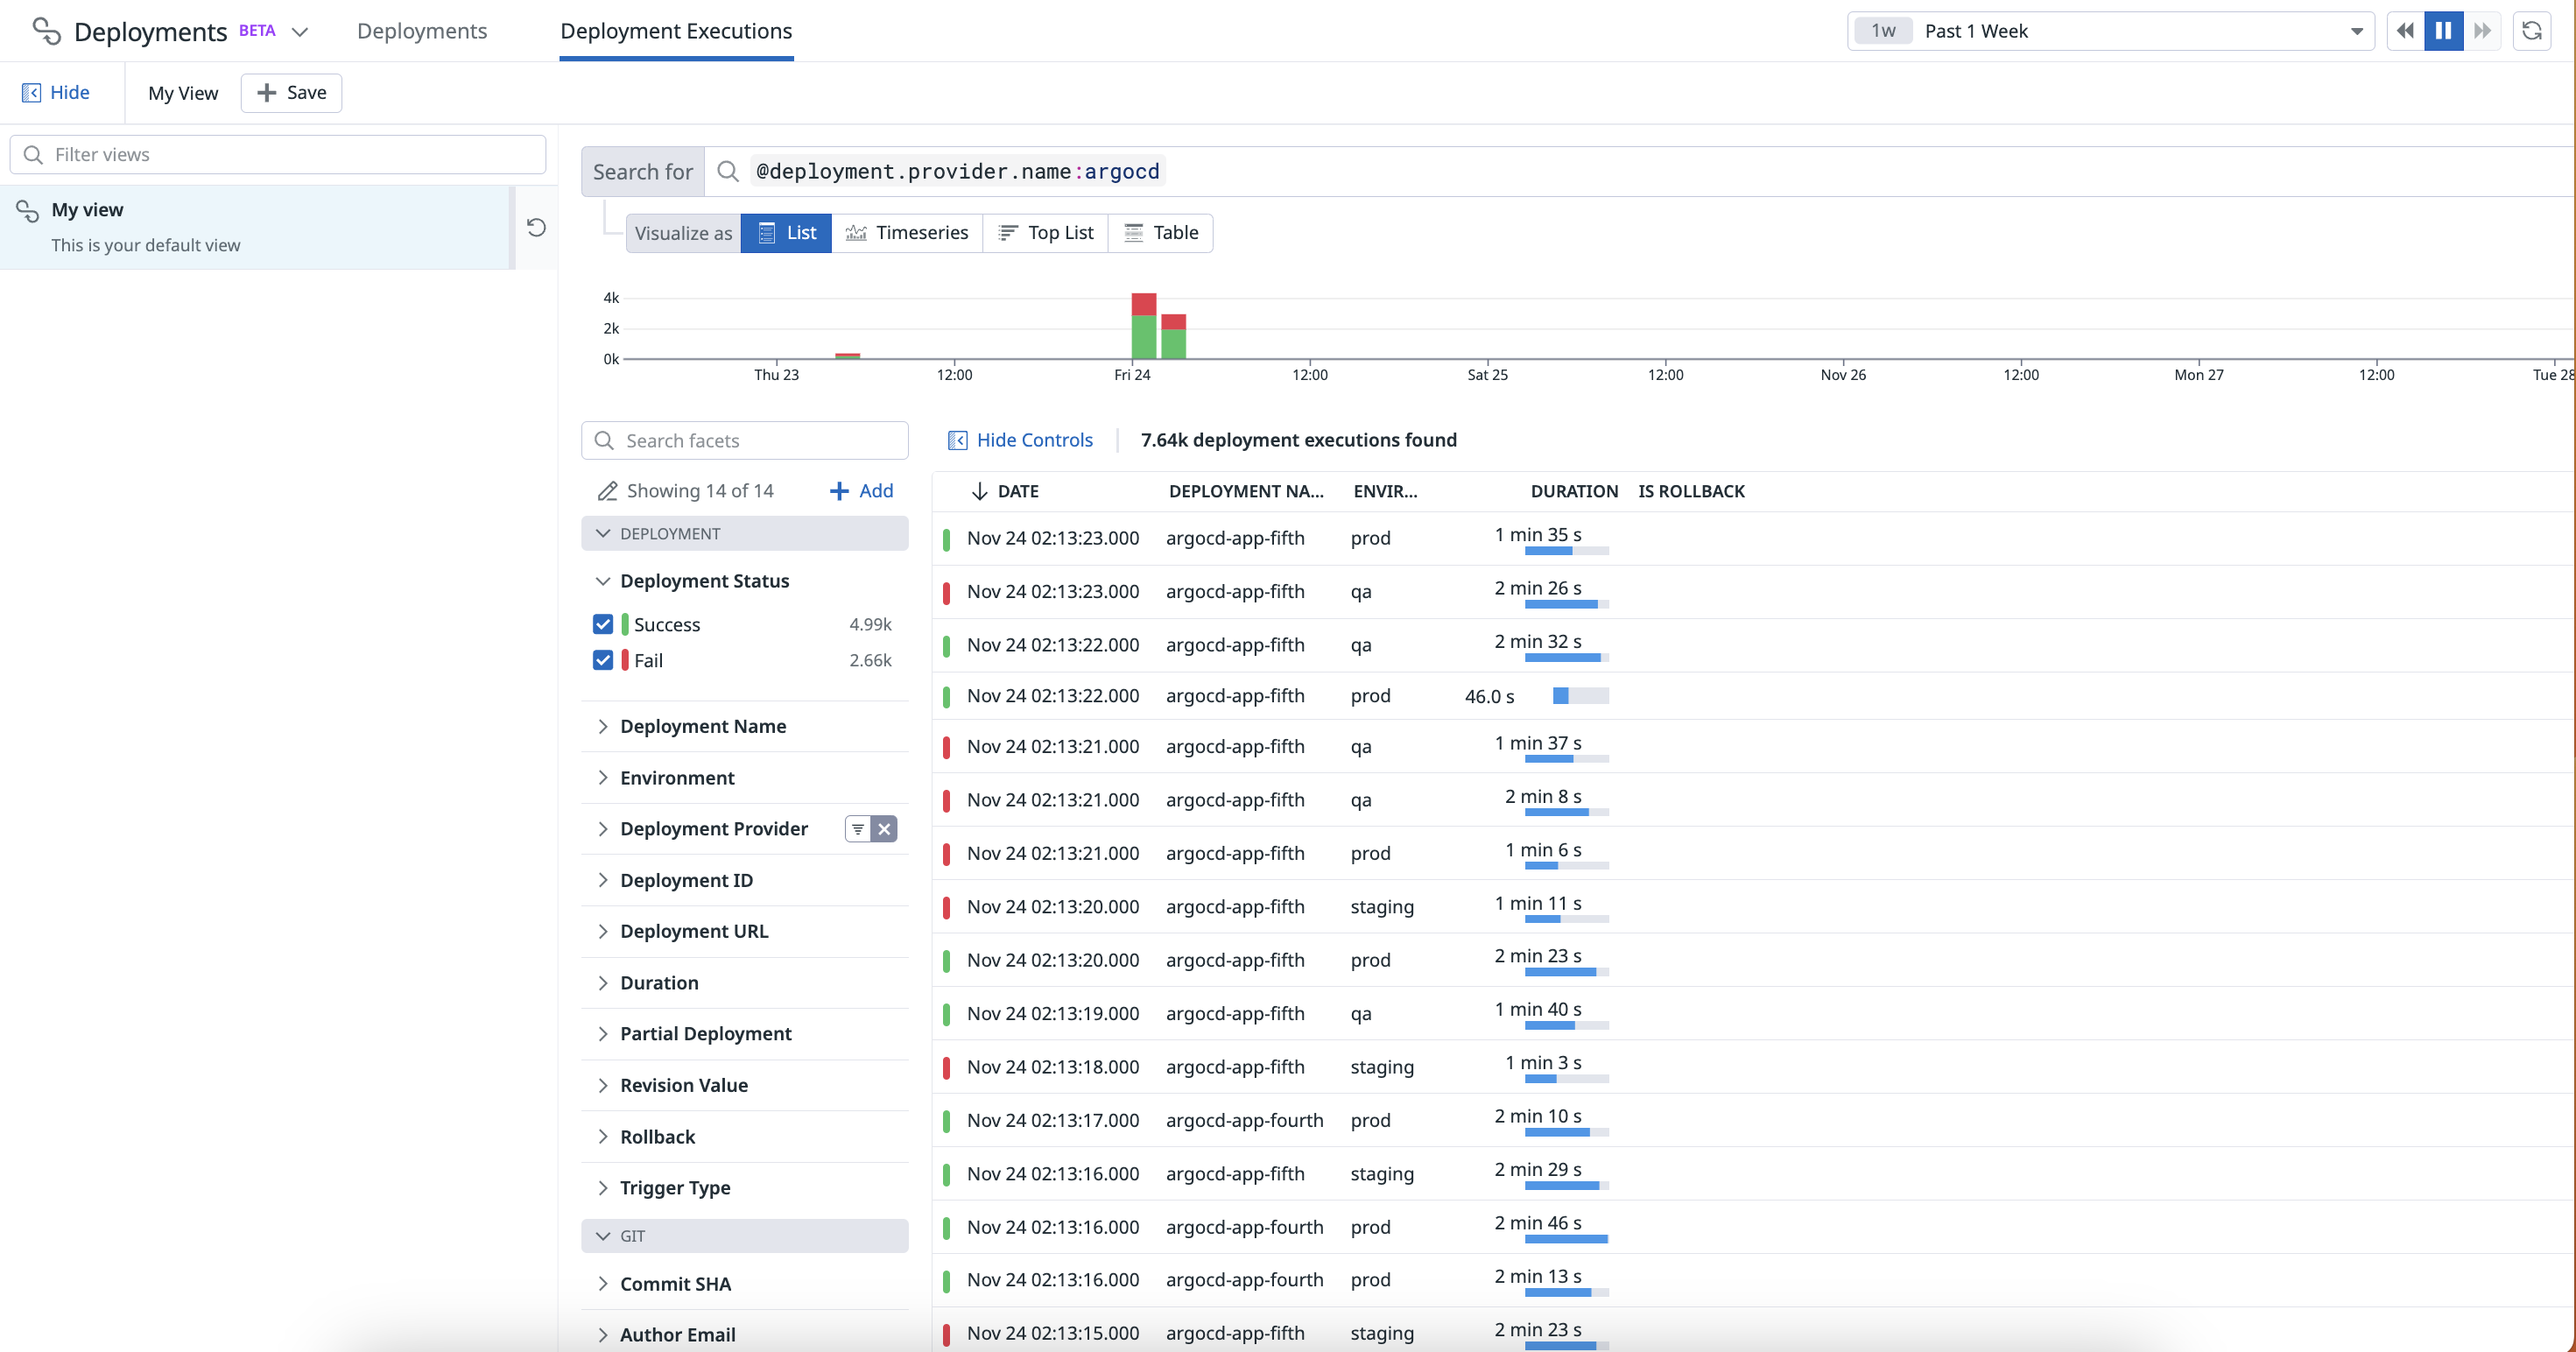 Deployments BETA Deployments Deployment Executions 1w Past 1 Week
Hide My View Save
Filter views
My view
This is your default view
Search for @deployment.provider.name:argocd
Visualize as List Timeseries Top List Table
4k
2k
0k
Thu 23 12:00 Fri 24 12:00 Sat 25 12:00 Nov 26 12:00 Mon 27 12:00 Tue 28
Search facets
Showing 14 of 14 Add
DEPLOYMENT
Deployment Status
Success 4.99k
Fail 2.66k
Deployment Name
Environment
Deployment Provider
Deployment ID
Deployment URL
Duration
Partial Deployment
Revision Value
Rollback
Trigger Type
GIT
Commit SHA
Author Email
Hide Controls 7.64k deployment executions found
DATE DEPLOYMENT NA... ENVIR... DURATION IS ROLLBACK
Nov 24 02:13:23.000 argocd-app-fifth prod 1 min 35 s
Nov 24 02:13:23.000 argocd-app-fifth qa 2 min 26 s
Nov 24 02:13:22.000 argocd-app-fifth qa 2 min 32 s
Nov 24 02:13:22.000 argocd-app-fifth prod 46.0 s
Nov 24 02:13:21.000 argocd-app-fifth qa 1 min 37 s
Nov 24 02:13:21.000 argocd-app-fifth qa 2 min 8 s
Nov 24 02:13:21.000 argocd-app-fifth prod 1 min 6 s
Nov 24 02:13:20.000 argocd-app-fifth staging 1 min 11 s
Nov 24 02:13:20.000 argocd-app-fifth prod 2 min 23 s
Nov 24 02:13:19.000 argocd-app-fifth qa 1 min 40 s
Nov 24 02:13:18.000 argocd-app-fifth staging 1 min 3 s
Nov 24 02:13:17.000 argocd-app-fourth prod 2 min 10 s
Nov 24 02:13:16.000 argocd-app-fifth staging 2 min 29 s
Nov 24 02:13:16.000 argocd-app-fourth prod 2 min 46 s
Nov 24 02:13:16.000 argocd-app-fourth prod 2 min 13 s
Nov 24 02:13:15.000 argocd-app-fifth staging 2 min 23 s